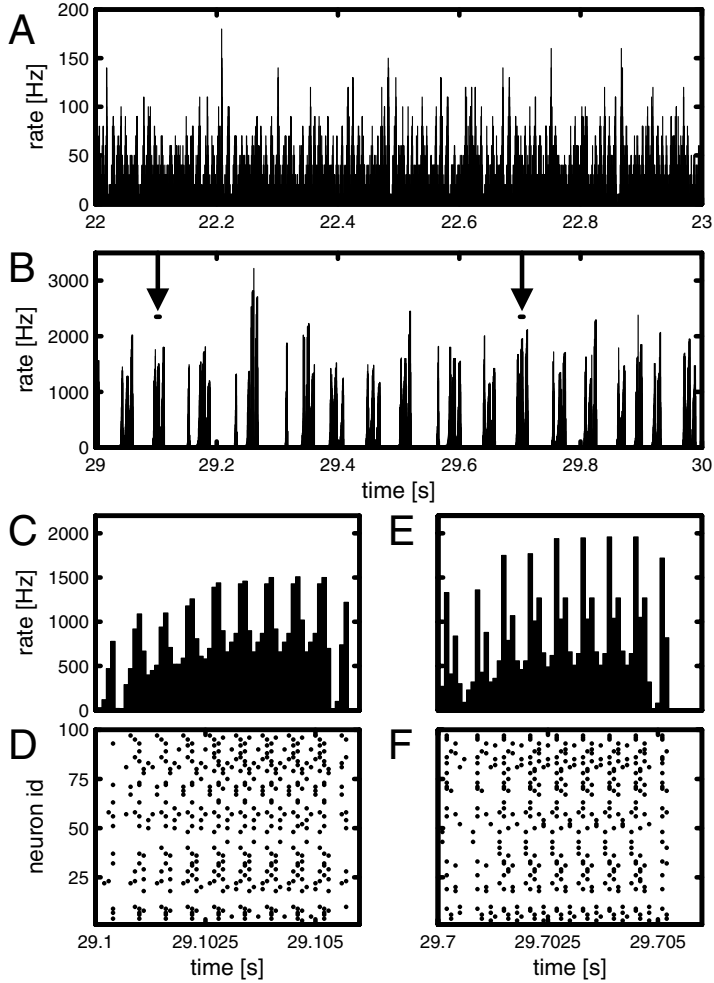 A
200
150
100
50
0
rate [Hz]
22 22.2 22.4 22.6 22.8 23
B
3000
2000
1000
0
rate [Hz]
29 29.2 29.4 29.6 29.8 30
time [s]
C
2000
1500
1000
500
0
rate [Hz]
E
D
100
75
50
25
neuron id
29.1 29.1025 29.105
time [s]
F
29.7 29.7025 29.705
time [s]